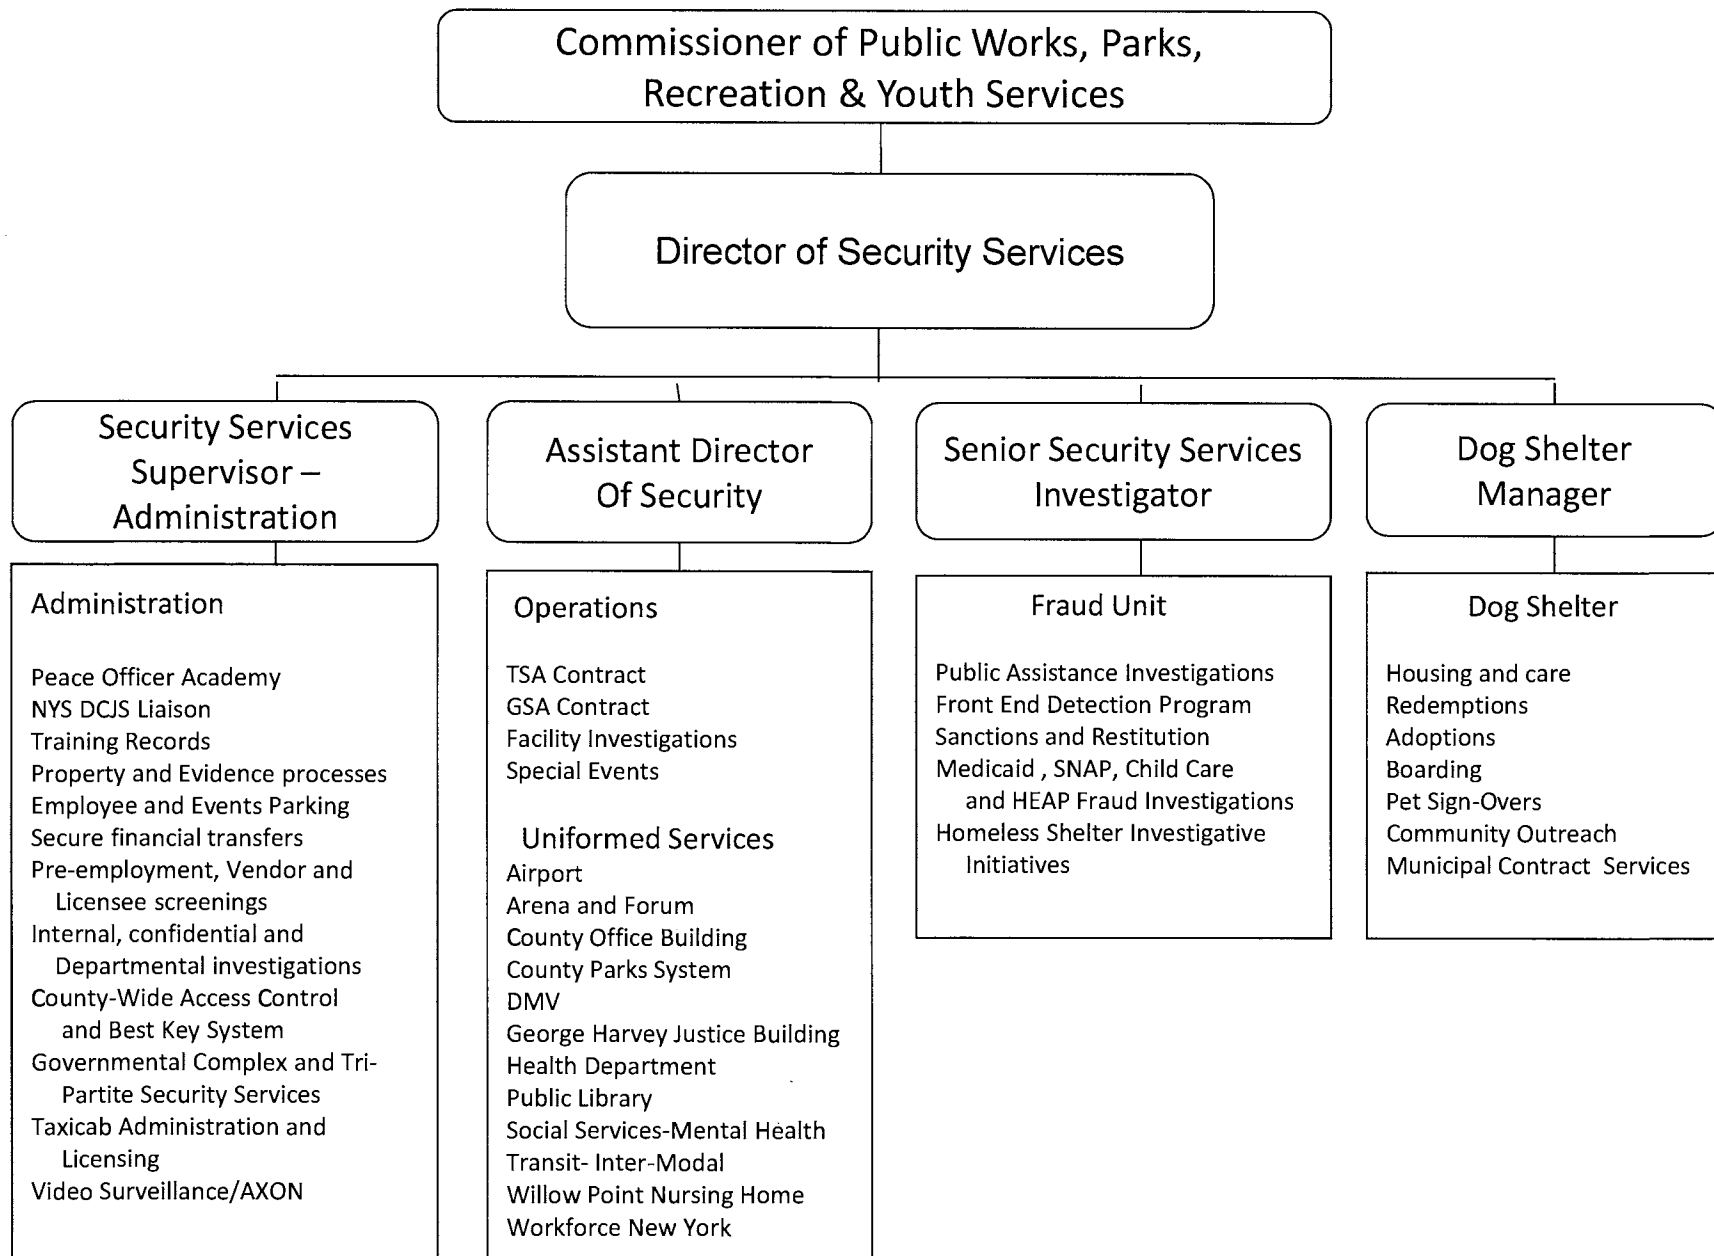 Commissioner of Public Works, Parks,
Recreation & Youth Services
Director of Security Services
Security Services
Supervisor –
Administration
Administration
Peace Officer Academy
NYS DCJS Liaison
Training Records
Property and Evidence processes
Employee and Events Parking
Secure financial transfers
Pre-employment, Vendor and
Licensee screenings
Internal, confidential and
Departmental investigations
County-Wide Access Control
and Best Key System
Governmental Complex and Tri-
Partite Security Services
Taxicab Administration and
Licensing
Video Surveillance/AXON
Assistant Director
Of Security
Operations
TSA Contract
GSA Contract
Facility Investigations
Special Events
Uniformed Services
Airport
Arena and Forum
County Office Building
County Parks System
DMV
George Harvey Justice Building
Health Department
Public Library
Social Services-Mental Health
Transit- Inter-Modal
Willow Point Nursing Home
Workforce New York
Senior Security Services
Investigator
Fraud Unit
Public Assistance Investigations
Front End Detection Program
Sanctions and Restitution
Medicaid , SNAP, Child Care
and HEAP Fraud Investigations
Homeless Shelter Investigative
Initiatives
Dog Shelter
Manager
Dog Shelter
Housing and care
Redemptions
Adoptions
Boarding
Pet Sign-Overs
Community Outreach
Municipal Contract  Services